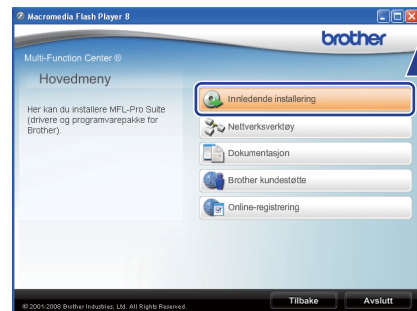 Macromedia Flash Player 8
brother
Multi-Function Center ®
Hovedmeny
Her kan du installere MFL-Pro Suite
(drivere og programvarepakke for
Brother).
Innledende installering
Nettverksverktøy
Dokumentasjon
Brother kundestøtte
Online-registrering
© 2001-2008 Brother Industries, Ltd. All Rights Reserved.
Tilbake
Avslutt